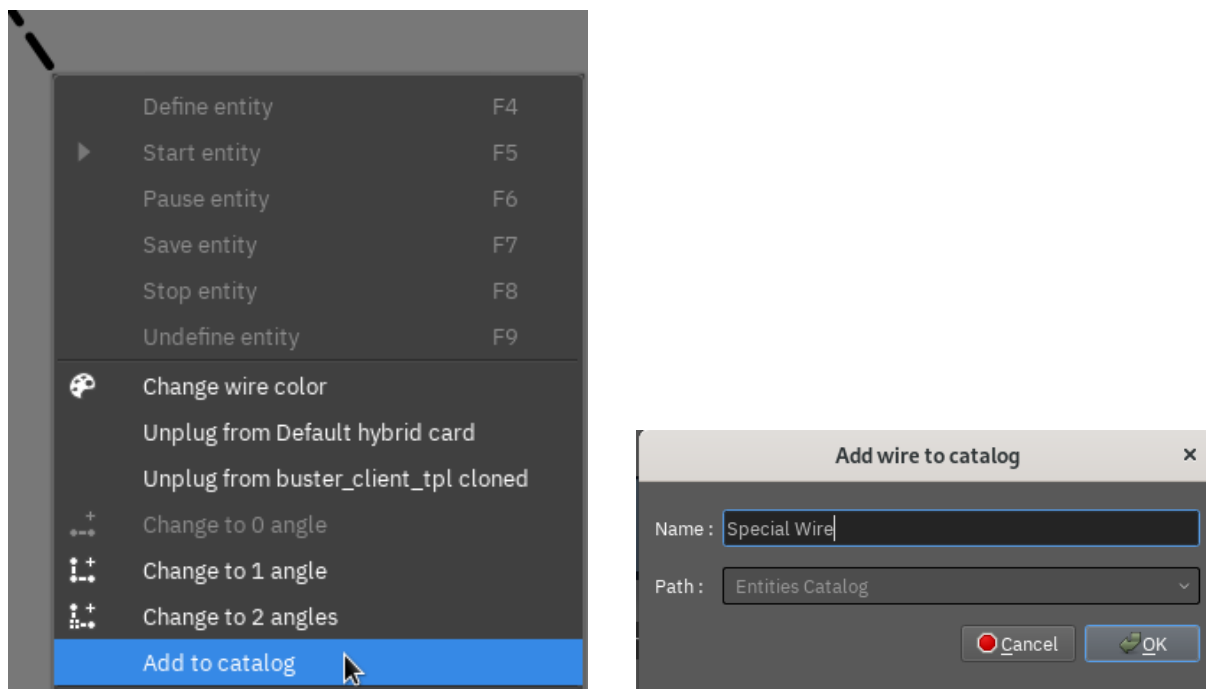 Define entity F4
Start entity F5
Pause entity F6
Save entity F7
Stop entity F8
Undefine entity F9
Change wire color
Unplug from Default hybrid card
Unplug from buster_client_tpl cloned
Change to 0 angle
Change to 1 angle
Change to 2 angles
Add to catalog
Add wire to catalog
Name : Special Wire
Path : Entities Catalog
Cancel OK